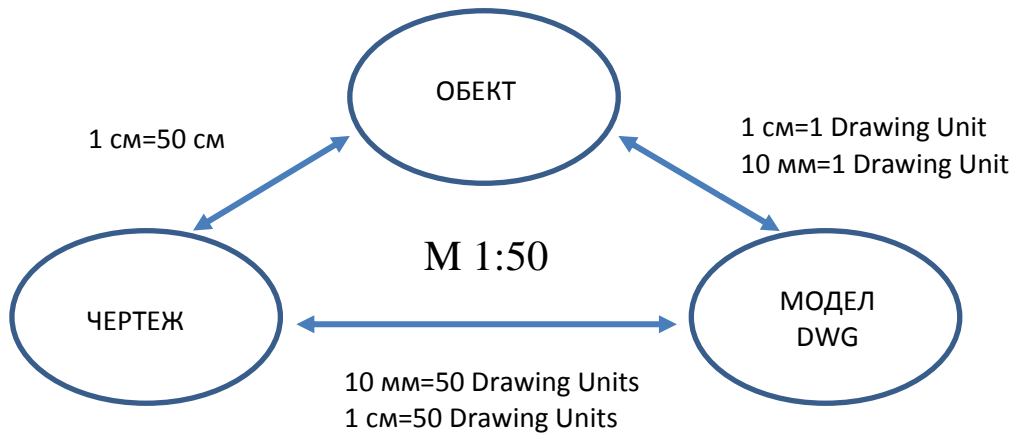 ОБЕКТ
1 см=50 см
1 см=1 Drawing Unit
10 мм=1 Drawing Unit
М 1:50
ЧЕРТЕЖ
МОДЕЛ
DWG
10 мм=50 Drawing Units
1 см=50 Drawing Units